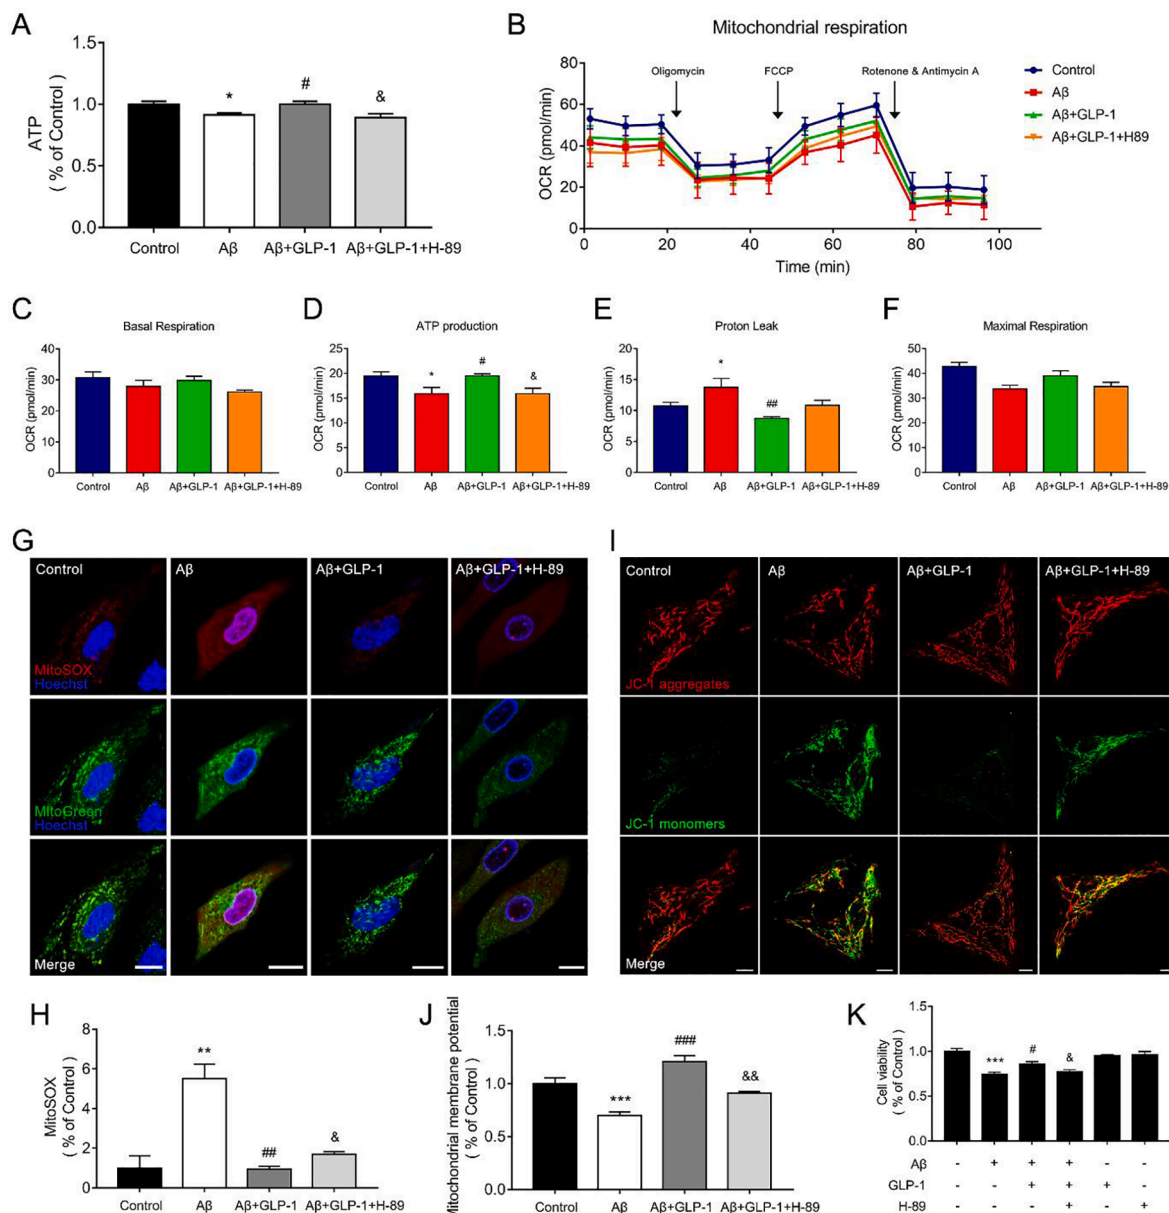 A
ATP
( % of Control )
1.5
1.0
0.5
0.0
*
#
&
Control
Aβ
Aβ+GLP-1
Aβ+GLP-1+H-89
B
Mitochondrial respiration
OCR (pmol/min)
80
60
40
20
0
Oligomycin
FCCP
Rotenone & Antimycin A
0
20
40
60
80
100
Time (min)
Control
Aβ
Aβ+GLP-1
Aβ+GLP-1+H89
C
Basal Respiration
OCR (pmol/min)
40
30
20
10
0
Control
Aβ
Aβ+GLP-1
Aβ+GLP-1+H-89
D
ATP production
OCR (pmol/min)
25
20
15
10
5
0
*
#
&
Control
Aβ
Aβ+GLP-1
Aβ+GLP-1+H-89
E
Proton Leak
OCR (pmol/min)
20
15
10
5
0
*
##
Control
Aβ
Aβ+GLP-1
Aβ+GLP-1+H-89
F
Maximal Respiration
OCR (pmol/min)
50
40
30
20
10
0
Control
Aβ
Aβ+GLP-1
Aβ+GLP-1+H-89
G
Control
Aβ
Aβ+GLP-1
Aβ+GLP-1+H-89
MitoSOX
Hoechst
MitoGreen
Hoechst
Merge
I
Control
Aβ
Aβ+GLP-1
Aβ+GLP-1+H-89
JC-1 aggregates
JC-1 monomers
Merge
H
MitoSOX
( % of Control )
8
6
4
2
0
**
##
&
Control
Aβ
Aβ+GLP-1
Aβ+GLP-1+H-89
J
Mitochondrial membrane potential
( % of Control )
1.5
1.0
0.5
0.0
***
###
&&
Control
Aβ
Aβ+GLP-1
Aβ+GLP-1+H-89
K
Cell viability
( % of Control )
1.5
1.0
0.5
0.0
***
#
&
Aβ - + + + - -
GLP-1 - - + + + -
H-89 - - - + - +